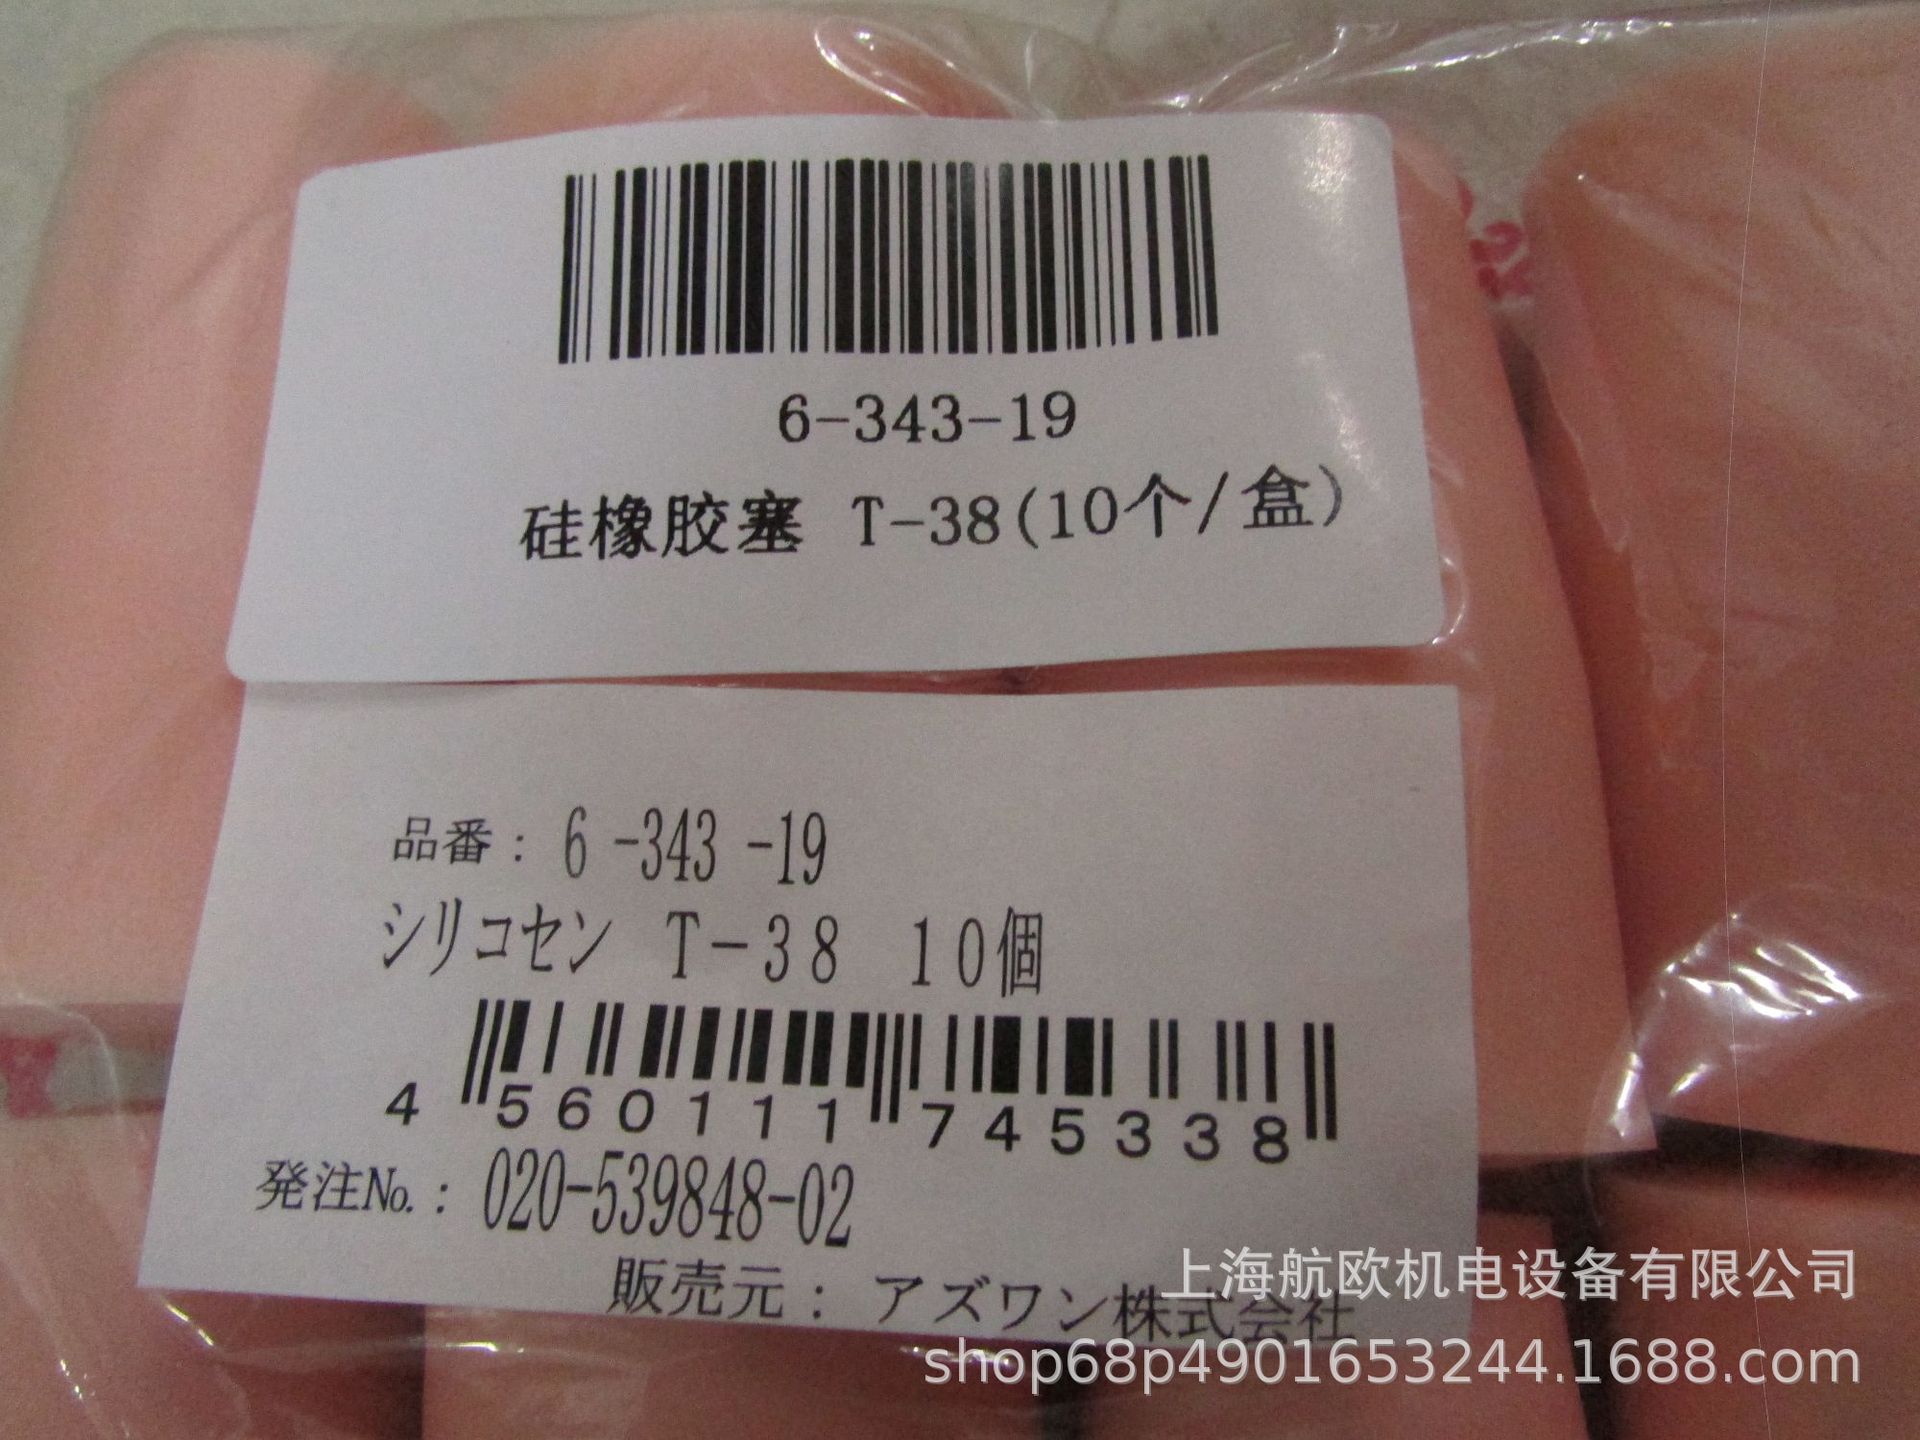 6-343-19
硅橡胶塞 T-38(10个/盒)
品番: 6 -343 -19
シリコセン T-38 10個
4 560111 745338
発注No.: 020-539848-02
販売元: アズワン株式会社
上海航欧机电设备有限公司
shop68p4901653244.1688.com